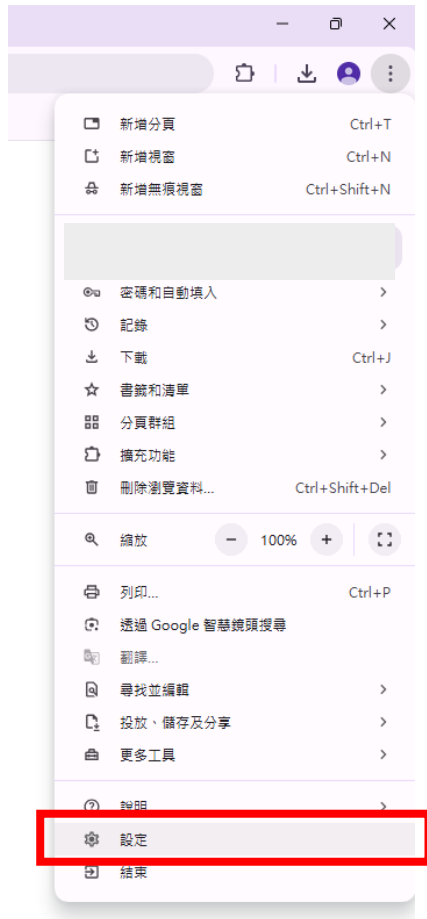 新增分頁 Ctrl+T
新增視窗 Ctrl+N
新增無痕視窗 Ctrl+Shift+N
密碼和自動填入
記錄
下載 Ctrl+J
書籤和清單
分頁群組
擴充功能
刪除瀏覽資料... Ctrl+Shift+Del
縮放 − 100% +
列印... Ctrl+P
透過 Google 智慧鏡頭搜尋
翻譯...
尋找並編輯
投放、儲存及分享
更多工具
說明
設定
結束